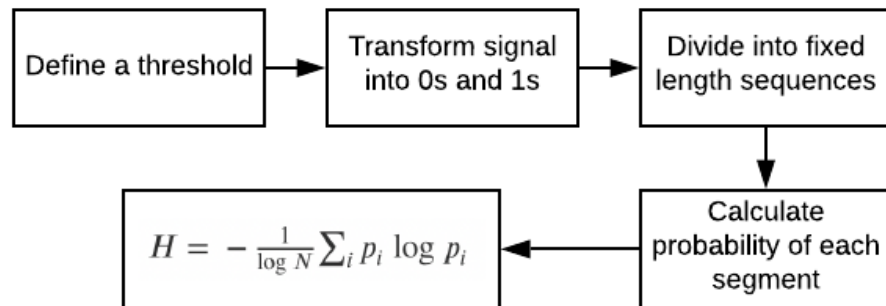 Define a threshold
Transform signal
into 0s and 1s
Divide into fixed
length sequences
Calculate
probability of each
segment
H = − 1/log N ∑i pi log pi